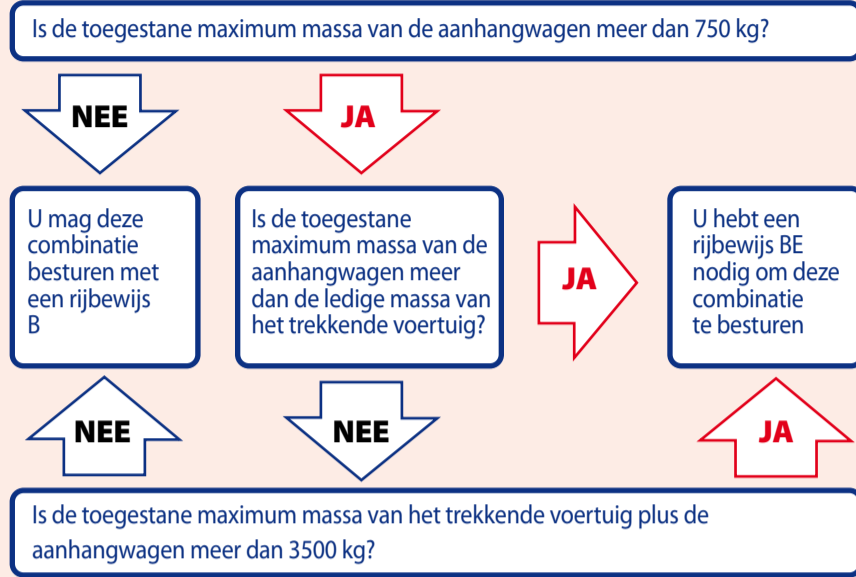 Is de toegestane maximum massa van de aanhangwagen meer dan 750 kg?
NEE
JA
U mag deze
combinatie
besturen met
een rijbewijs
B
Is de toegestane
maximum massa van de
aanhangwagen meer
dan de ledige massa van
het trekkende voertuig?
JA
U hebt een
rijbewijs BE
nodig om deze
combinatie
te besturen
NEE
NEE
JA
Is de toegestane maximum massa van het trekkende voertuig plus de
aanhangwagen meer dan 3500 kg?